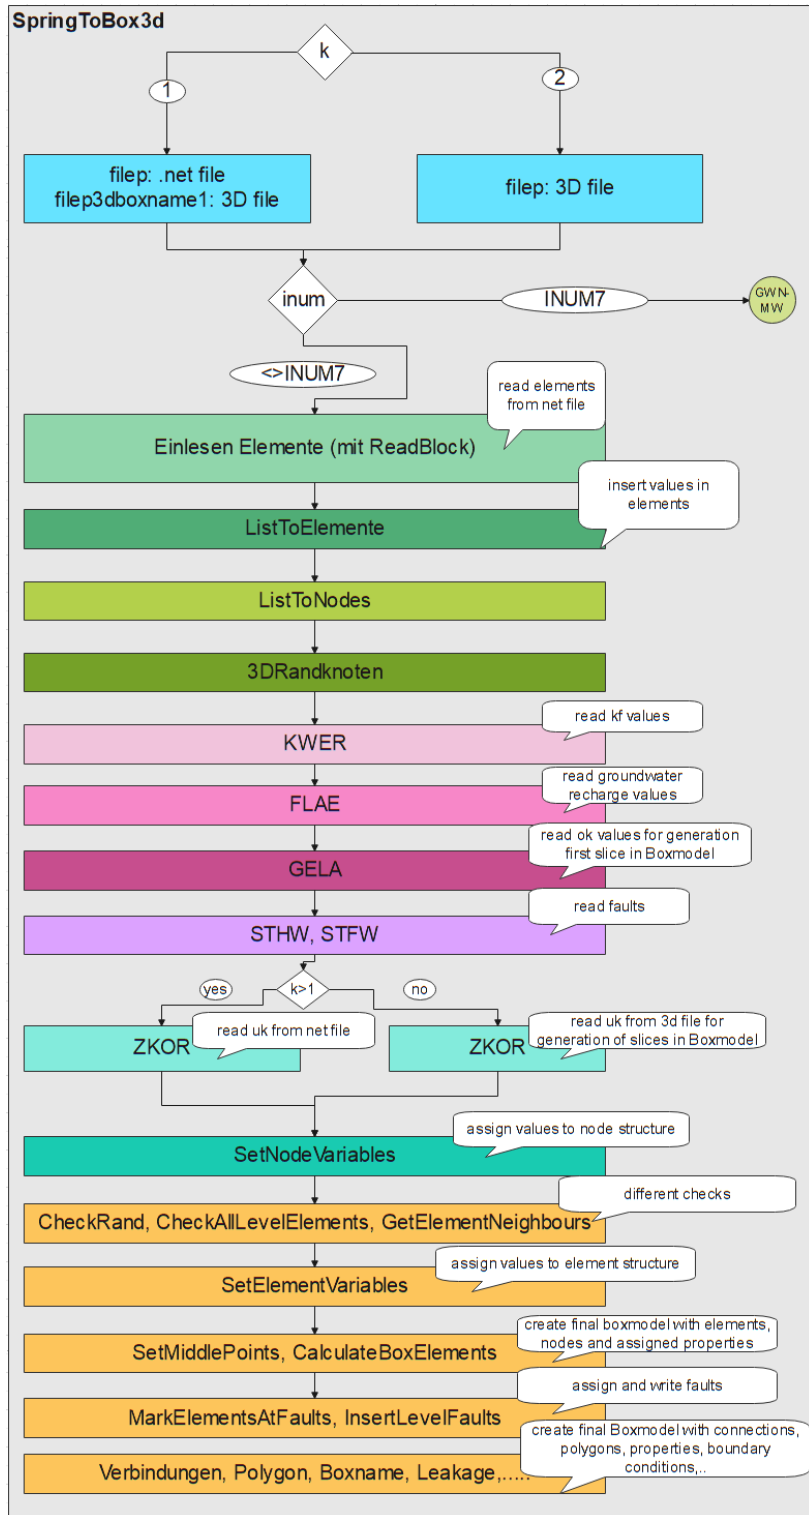 SpringToBox3d
k
1
2
filep: .net file
filep3dboxname1: 3D file
filep: 3D file
inum
INUM7
GWN-
MW
<>INUM7
read elements
from net file
Einlesen Elemente (mit ReadBlock)
insert values in
elements
ListToElemente
ListToNodes
3DRandknoten
read kf values
KWER
read groundwater
recharge values
FLAE
read ok values for generation
first slice in Boxmodel
GELA
read faults
STHW, STFW
yes
k>1
no
read uk from net file
ZKOR
read uk from 3d file for
generation of slices in Boxmodel
ZKOR
assign values to node structure
SetNodeVariables
different checks
CheckRand, CheckAllLevelElements, GetElementNeighbours
assign values to element structure
SetElementVariables
create final boxmodel with elements,
nodes and assigned properties
SetMiddlePoints, CalculateBoxElements
assign and write faults
MarkElementsAtFaults, InsertLevelFaults
create final Boxmodel with connections,
polygons, properties, boundary
conditions,..
Verbindungen, Polygon, Boxname, Leakage,.....